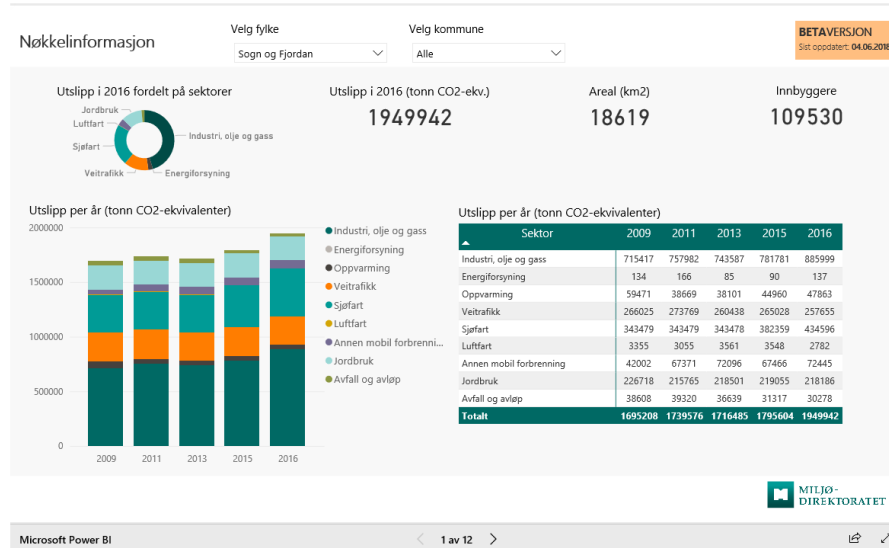 Nøkkelinformasjon
Velg fylke
Sogn og Fjordan
Velg kommune
Alle
BETAVERSJON
Sist oppdatert: 04.06.2018
Utslipp i 2016 fordelt på sektorer
Jordbruk
Luftfart
Sjøfart
Veitrafikk
Energiforsyning
Industri, olje og gass
Utslipp i 2016 (tonn CO2-ekv.)
1949942
Areal (km2)
18619
Innbyggere
109530
Utslipp per år (tonn CO2-ekvivalenter)
2000000
1500000
1000000
500000
0
2009 2011 2013 2015 2016
Industri, olje og gass
Energiforsyning
Oppvarming
Veitrafikk
Sjøfart
Luftfart
Annen mobil forbrenni...
Jordbruk
Avfall og avløp
Utslipp per år (tonn CO2-ekvivalenter)
Sektor 2009 2011 2013 2015 2016
Industri, olje og gass 715417 757982 743587 781781 885999
Energiforsyning 134 166 85 90 137
Oppvarming 59471 38669 38101 44960 47863
Veitrafikk 266025 273769 260438 265028 257655
Sjøfart 343479 343479 343478 382359 434596
Luftfart 3355 3055 3561 3548 2782
Annen mobil forbrenning 42002 67371 72096 67466 72445
Jordbruk 226718 215765 218501 219055 218186
Avfall og avløp 38608 39320 36639 31317 30278
Totalt 1695208 1739576 1716485 1795604 1949942
MILJØ-
DIREKTORATET
Microsoft Power BI
1 av 12